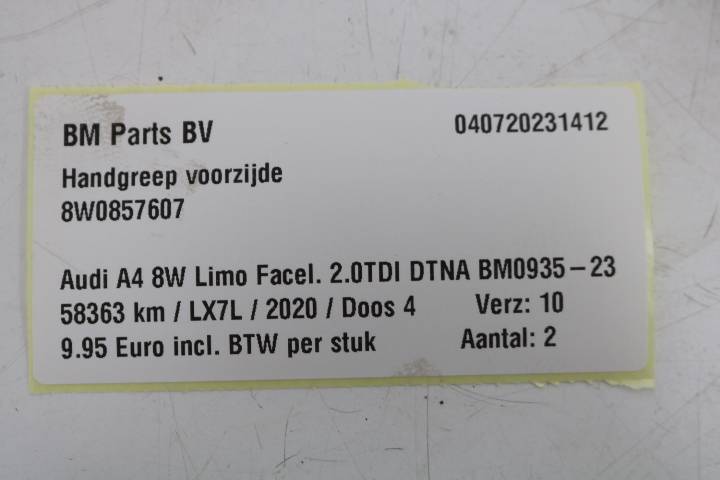 BM Parts BV 040720231412
Handgreep voorzijde
8W0857607
Audi A4 8W Limo Facel. 2.0TDI DTNA BM0935-23
58363 km / LX7L / 2020 / Doos 4 Verz: 10
9.95 Euro incl. BTW per stuk Aantal: 2